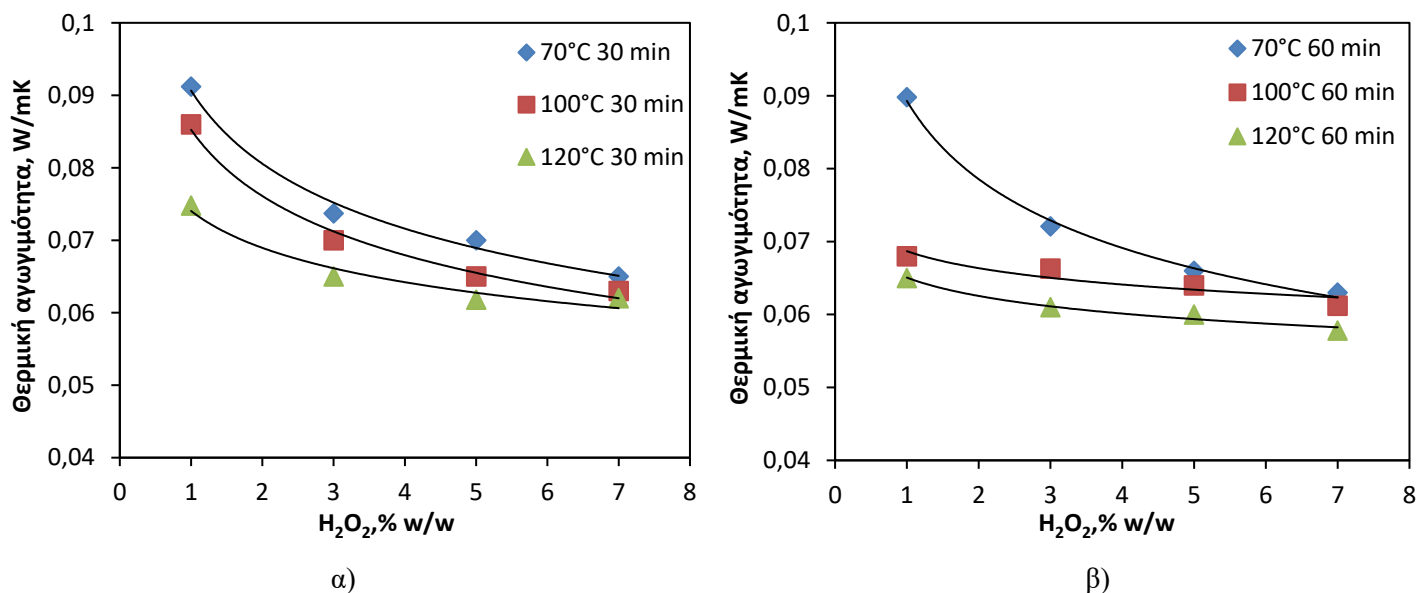 0,1
0,09
0,08
0,07
0,06
0,05
0,04
0 1 2 3 4 5 6 7 8
Θερμική αγωγιμότητα, W/mK
H₂O₂,% w/w
70°C 30 min
100°C 30 min
120°C 30 min
α)
0,1
0,09
0,08
0,07
0,06
0,05
0,04
0 1 2 3 4 5 6 7 8
Θερμική αγωγιμότητα, W/mK
H₂O₂,% w/w
70°C 60 min
100°C 60 min
120°C 60 min
β)